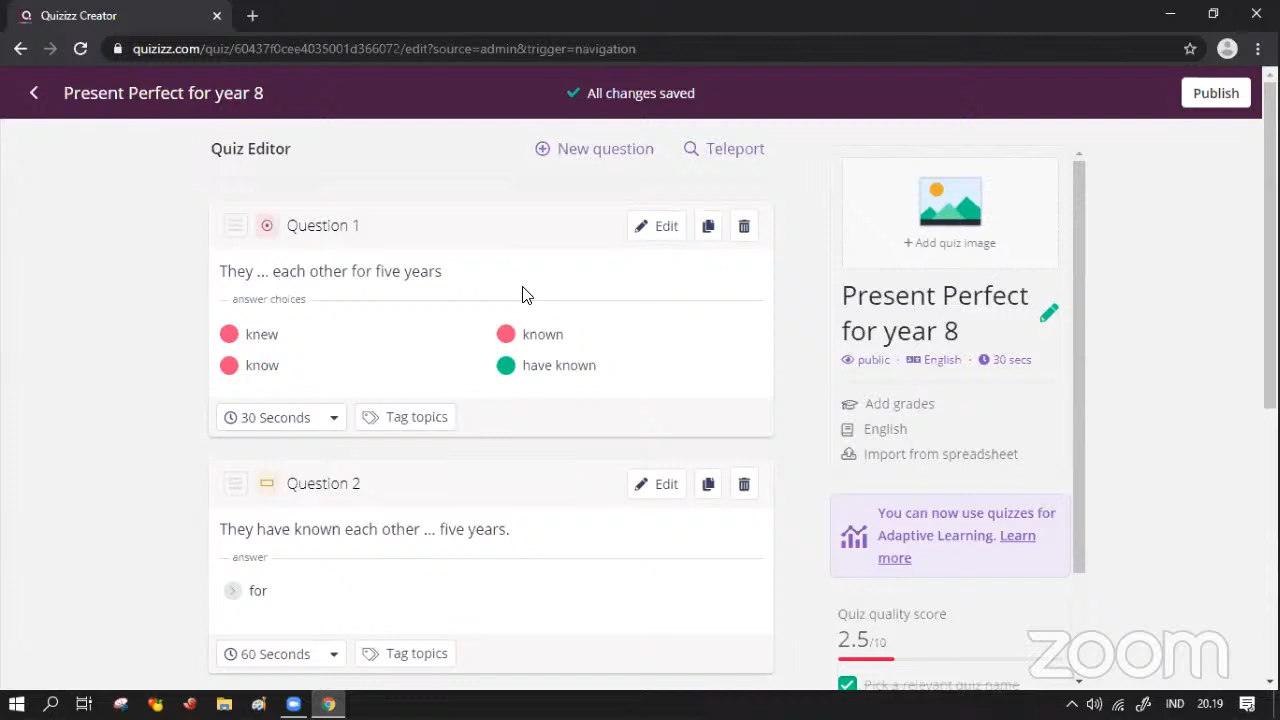 Quizizz Creator
quizizz.com/quiz/60437f0cee4035001d366072/edit?source=admin&trigger=navigation
Present Perfect for year 8
All changes saved
Publish
Quiz Editor
New question
Teleport
Question 1
Edit
They ... each other for five years
answer choices
knew
known
know
have known
30 Seconds
Tag topics
Question 2
Edit
They have known each other ... five years.
answer
for
60 Seconds
Tag topics
+ Add quiz image
Present Perfect
for year 8
public · English · 30 secs
Add grades
English
Import from spreadsheet
You can now use quizzes for
Adaptive Learning. Learn
more
Quiz quality score
2.5/10
Pick a relevant quiz name
zoom
IND 20.19